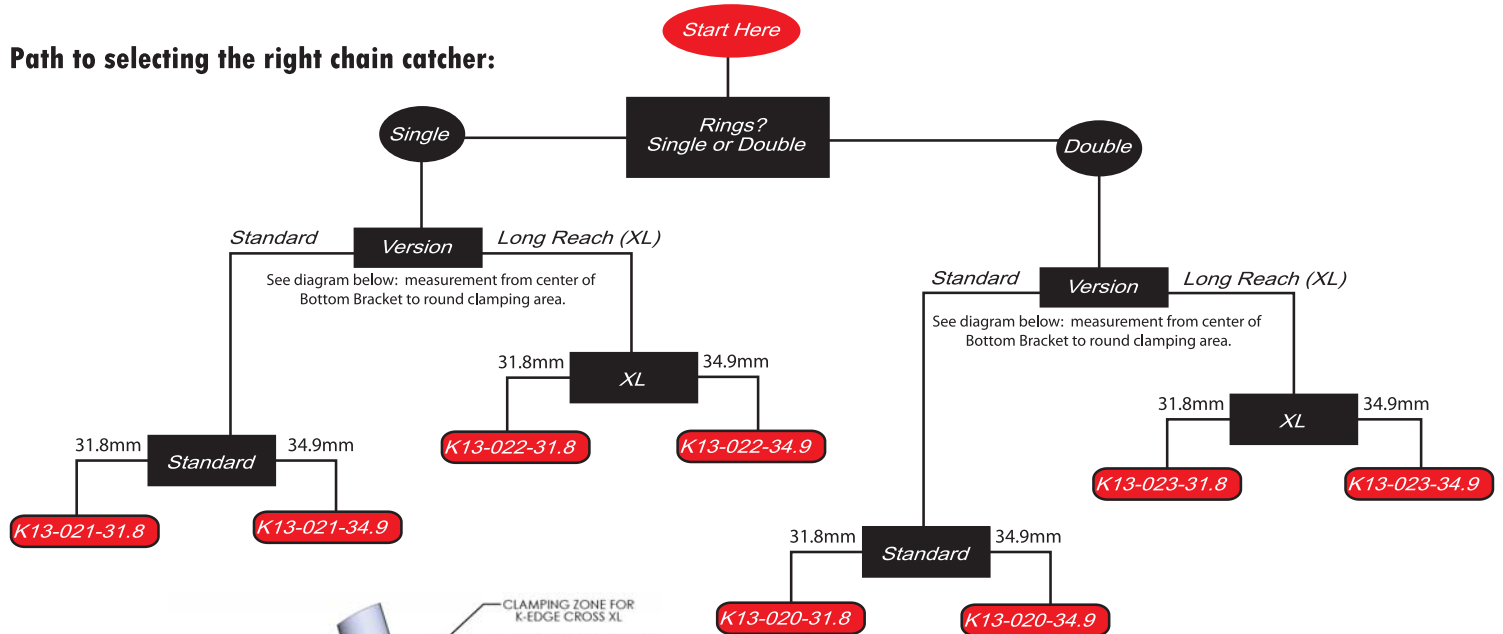 Start Here
Path to selecting the right chain catcher:
Rings?
Single or Double
Single
Double
Standard
Version
Long Reach (XL)
See diagram below: measurement from center of
Bottom Bracket to round clamping area.
Standard
Version
Long Reach (XL)
See diagram below: measurement from center of
Bottom Bracket to round clamping area.
31.8mm
XL
34.9mm
K13-022-31.8
K13-022-34.9
31.8mm
XL
34.9mm
K13-023-31.8
K13-023-34.9
31.8mm
Standard
34.9mm
K13-021-31.8
K13-021-34.9
31.8mm
Standard
34.9mm
K13-020-31.8
K13-020-34.9
CLAMPING ZONE FOR
K-EDGE CROSS XL